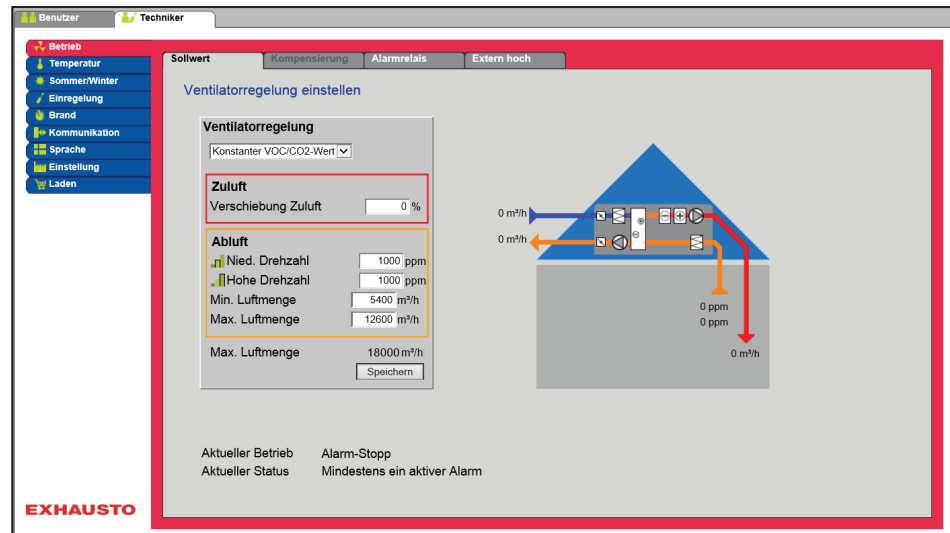 Benutzer Techniker
Betrieb
Temperatur
Sommer/Winter
Einregelung
Brand
Kommunikation
Sprache
Einstellung
Laden
Sollwert Kompensierung Alarmrelais Extern hoch
Ventilatorregelung einstellen
Ventilatorregelung
Konstanter VOC/CO2-Wert
Zuluft
Verschiebung Zuluft 0 %
Abluft
Nied. Drehzahl 1000 ppm
Hohe Drehzahl 1000 ppm
Min. Luftmenge 5400 m³/h
Max. Luftmenge 12600 m³/h
Max. Luftmenge 18000 m³/h
Speichern
0 m³/h
0 m³/h
0 ppm
0 ppm
0 m³/h
Aktueller Betrieb Alarm-Stopp
Aktueller Status Mindestens ein aktiver Alarm
EXHAUSTO